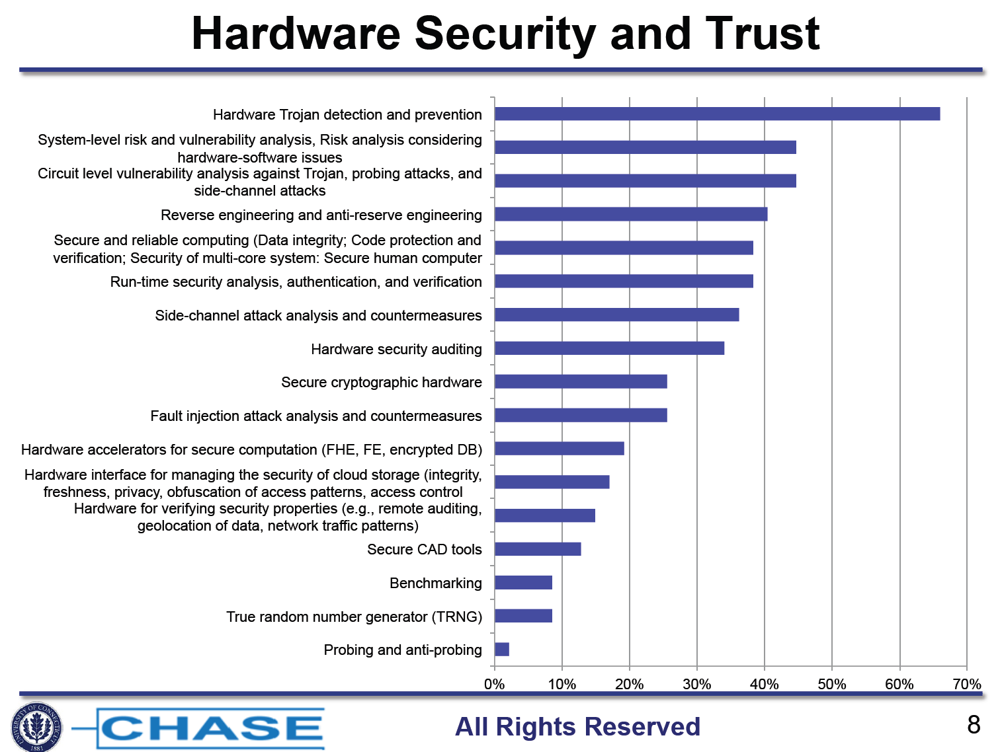 Hardware Security and Trust
Hardware Trojan detection and prevention
System-level risk and vulnerability analysis, Risk analysis considering
hardware-software issues
Circuit level vulnerability analysis against Trojan, probing attacks, and
side-channel attacks
Reverse engineering and anti-reserve engineering
Secure and reliable computing (Data integrity; Code protection and
verification; Security of multi-core system: Secure human computer
Run-time security analysis, authentication, and verification
Side-channel attack analysis and countermeasures
Hardware security auditing
Secure cryptographic hardware
Fault injection attack analysis and countermeasures
Hardware accelerators for secure computation (FHE, FE, encrypted DB)
Hardware interface for managing the security of cloud storage (integrity,
freshness, privacy, obfuscation of access patterns, access control
Hardware for verifying security properties (e.g., remote auditing,
geolocation of data, network traffic patterns)
Secure CAD tools
Benchmarking
True random number generator (TRNG)
Probing and anti-probing
0% 10% 20% 30% 40% 50% 60% 70%
UNIVERSITY OF CONNECTICUT
1881
CHASE
All Rights Reserved
8